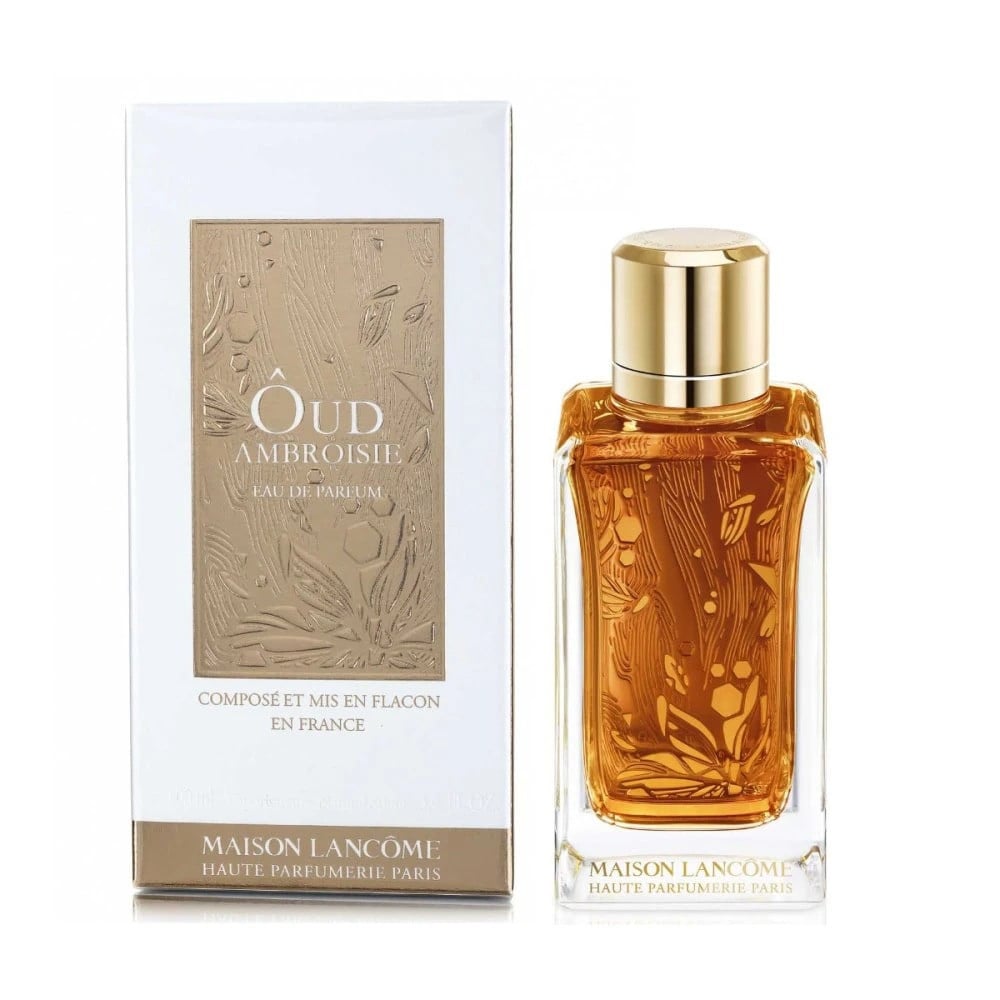 Ôud
AMBROISIE
EAU DE PARFUM
COMPOSÉ ET MIS EN FLACON
EN FRANCE
MAISON LANCÔME
HAUTE PARFUMERIE PARIS
MAISON LANCÔME
HAUTE PARFUMERIE PARIS